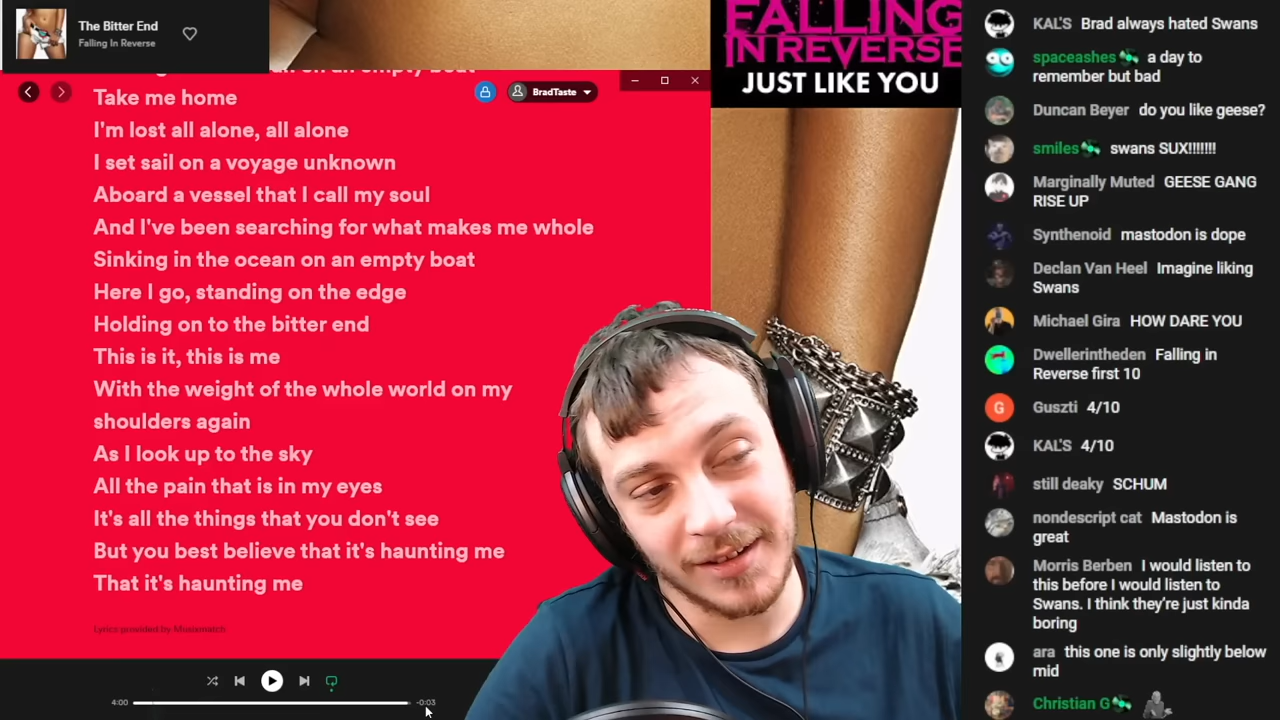 The Bitter End
Falling In Reverse
FALLING
IN REVERSE
JUST LIKE YOU
BradTaste
Take me home
I'm lost all alone, all alone
I set sail on a voyage unknown
Aboard a vessel that I call my soul
And I've been searching for what makes me whole
Sinking in the ocean on an empty boat
Here I go, standing on the edge
Holding on to the bitter end
This is it, this is me
With the weight of the whole world on my
shoulders again
As I look up to the sky
All the pain that is in my eyes
It's all the things that you don't see
But you best believe that it's haunting me
That it's haunting me
Lyrics provided by Musixmatch
4:00
-0:03
KAL'S Brad always hated Swans
spaceashes a day to
remember but bad
Duncan Beyer do you like geese?
smiles swans SUX!!!!!!!
Marginally Muted GEESE GANG
RISE UP
Synthenoid mastodon is dope
Declan Van Heel Imagine liking
Swans
Michael Gira HOW DARE YOU
Dwellerintheden Falling in
Reverse first 10
G
Guszti 4/10
KAL'S 4/10
still deaky SCHUM
nondescript cat Mastodon is
great
Morris Berben I would listen to
this before I would listen to
Swans. I think they're just kinda
boring
ara this one is only slightly below
mid
Christian G